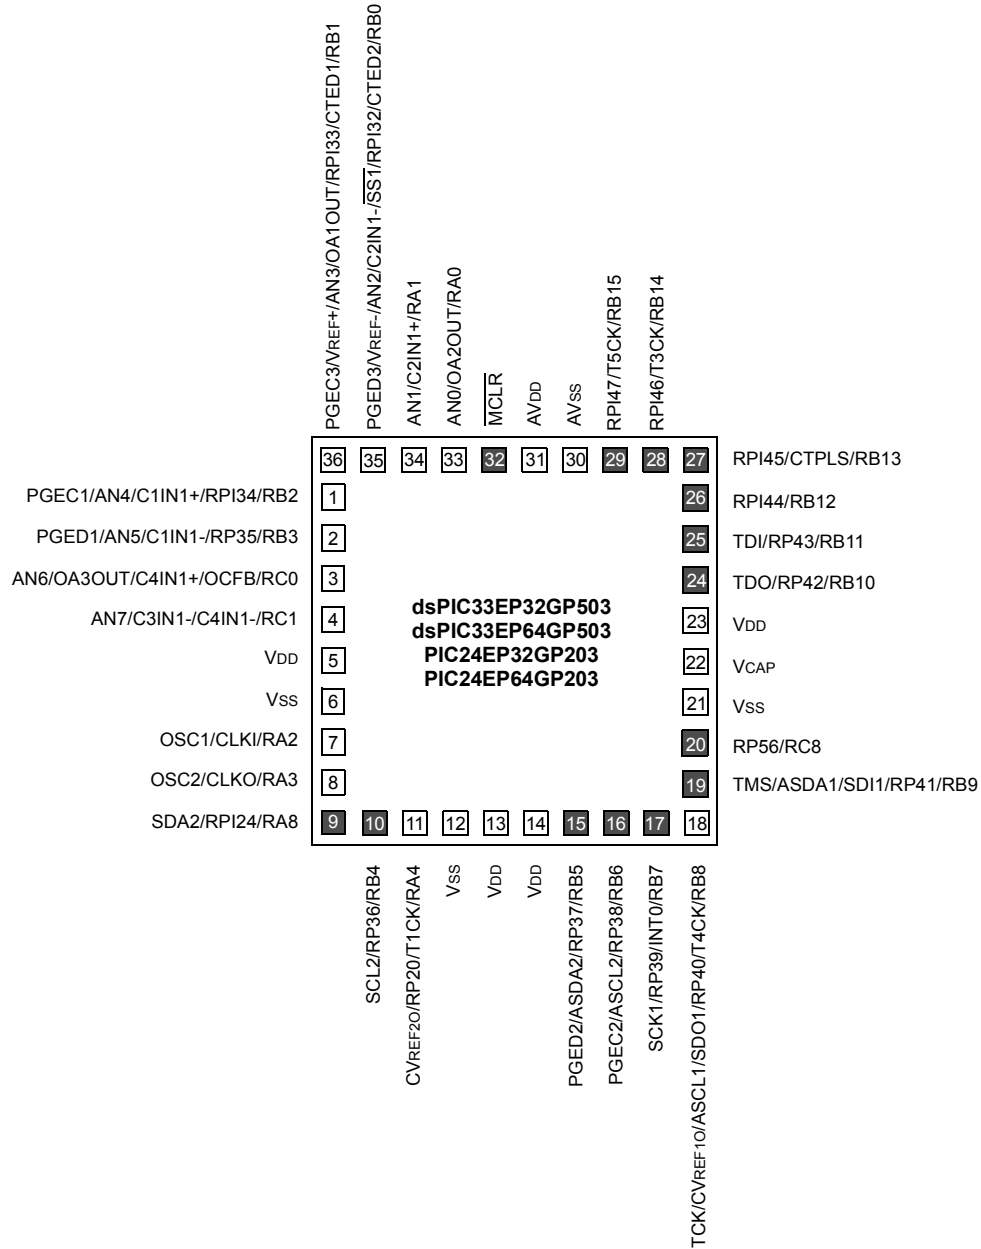 PGEC3/VREF+/AN3/OA1OUT/RPI33/CTED1/RB1
PGED3/VREF-/AN2/C2IN1-/SS1/RPI32/CTED2/RB0
AN1/C2IN1+/RA1
AN0/OA2OUT/RA0
MCLR
AVDD
AVSS
RPI47/T5CK/RB15
RPI46/T3CK/RB14
36 35 34 33 32 31 30 29 28 27 RPI45/CTPLS/RB13
PGEC1/AN4/C1IN1+/RPI34/RB2 1
26 RPI44/RB12
PGED1/AN5/C1IN1-/RP35/RB3 2
25 TDI/RP43/RB11
AN6/OA3OUT/C4IN1+/OCFB/RC0 3
24 TDO/RP42/RB10
AN7/C3IN1-/C4IN1-/RC1 4
23 VDD
dsPIC33EP32GP503
dsPIC33EP64GP503
PIC24EP32GP203
PIC24EP64GP203
VDD 5
22 VCAP
VSS 6
21 VSS
OSC1/CLKI/RA2 7
20 RP56/RC8
OSC2/CLKO/RA3 8
19 TMS/ASDA1/SDI1/RP41/RB9
SDA2/RPI24/RA8 9 10 11 12 13 14 15 16 17 18
SCL2/RP36/RB4
CVREF2O/RP20/T1CK/RA4
VSS
VDD
VDD
PGED2/ASDA2/RP37/RB5
PGEC2/ASCL2/RP38/RB6
SCK1/RP39/INT0/RB7
TCK/CVREF1O/ASCL1/SDO1/RP40/T4CK/RB8